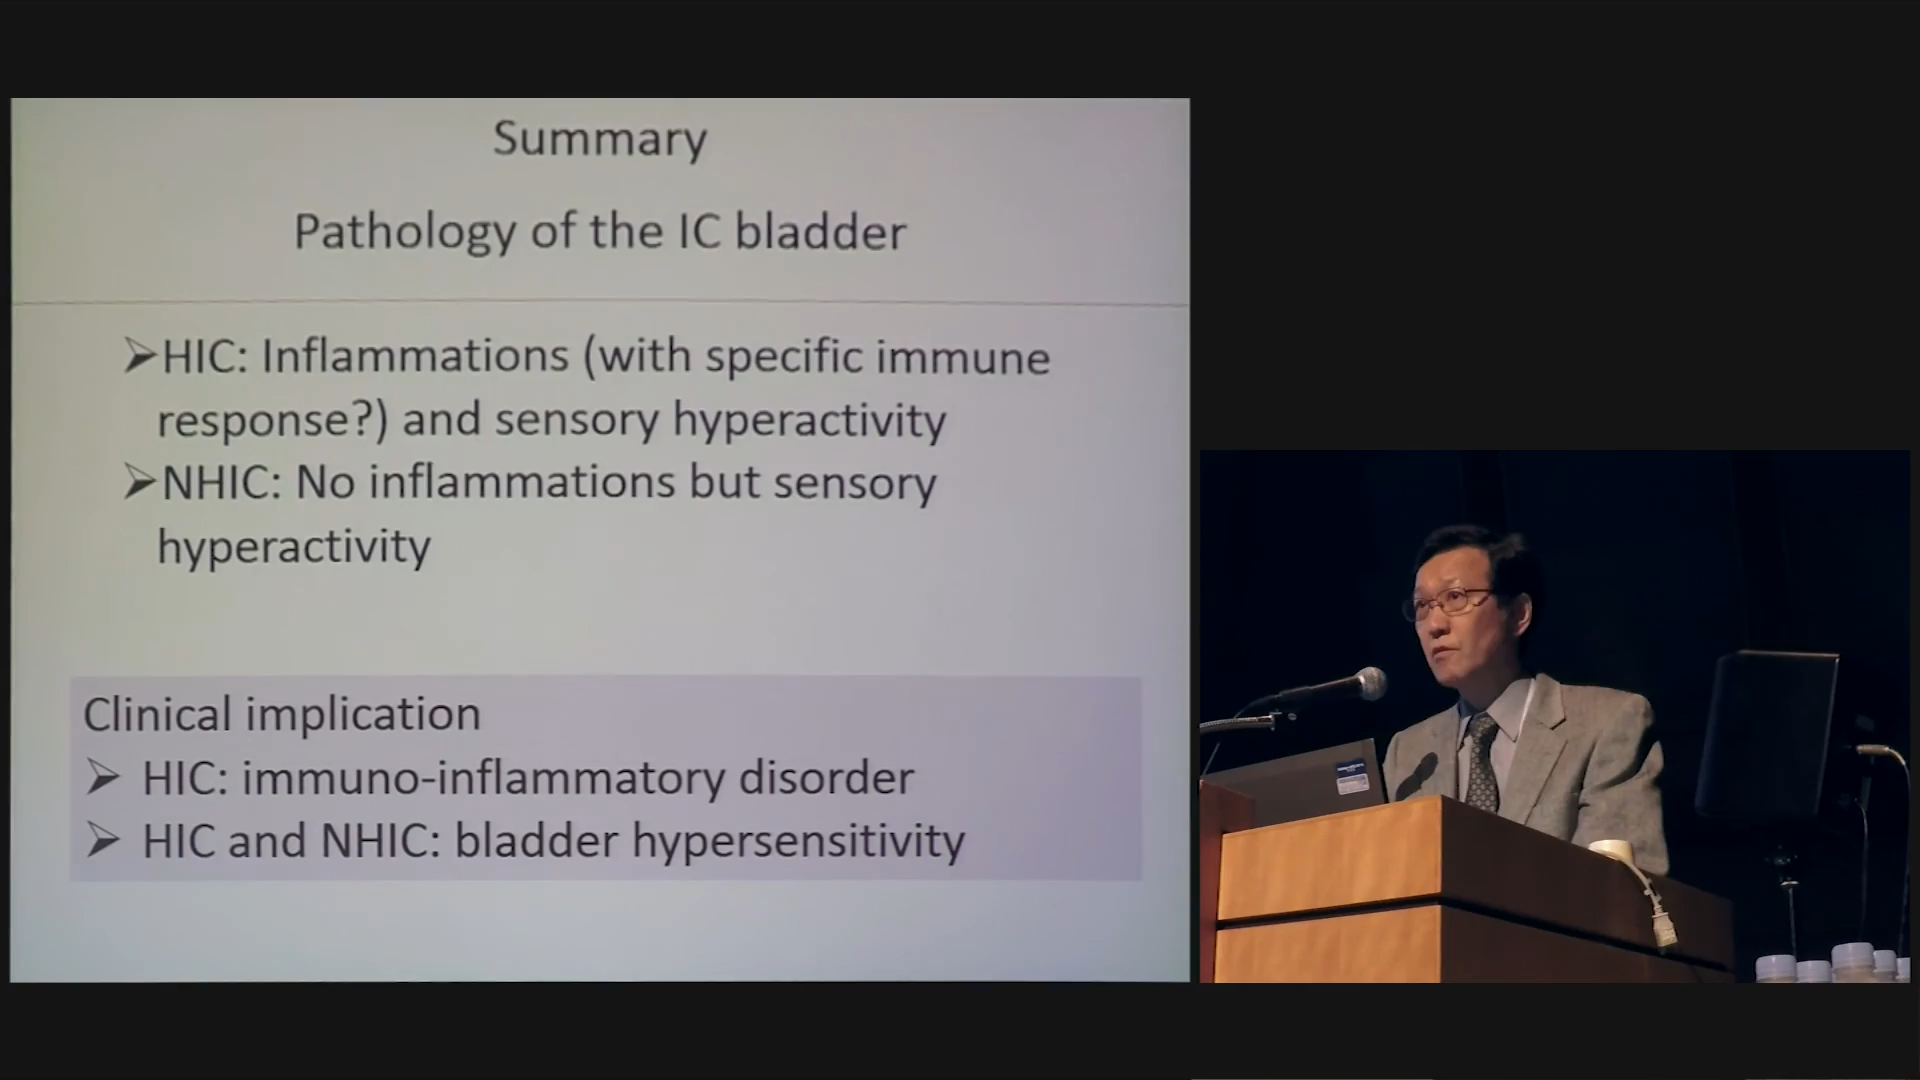 Summary
Pathology of the IC bladder
➢HIC: Inflammations (with specific immune
response?) and sensory hyperactivity
➢NHIC: No inflammations but sensory
hyperactivity
Clinical implication
➢ HIC: immuno-inflammatory disorder
➢ HIC and NHIC: bladder hypersensitivity